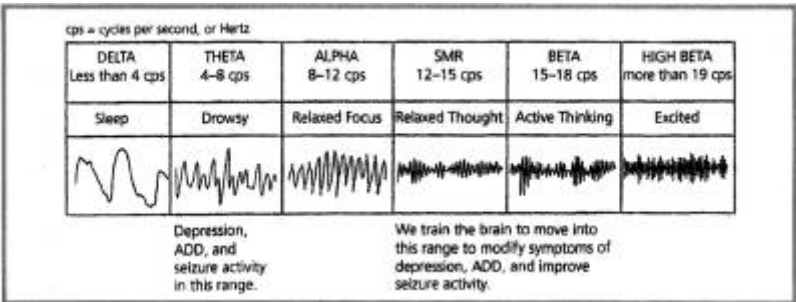 cps = cycles per second, or Hertz
DELTA THETA ALPHA SMR BETA HIGH BETA
Less than 4 cps 4–8 cps 8–12 cps 12–15 cps 15–18 cps more than 19 cps
Sleep Drowsy Relaxed Focus Relaxed Thought Active Thinking Excited
Depression,
ADD, and
seizure activity
in this range.
We train the brain to move into
this range to modify symptoms of
depression, ADD, and improve
seizure activity.